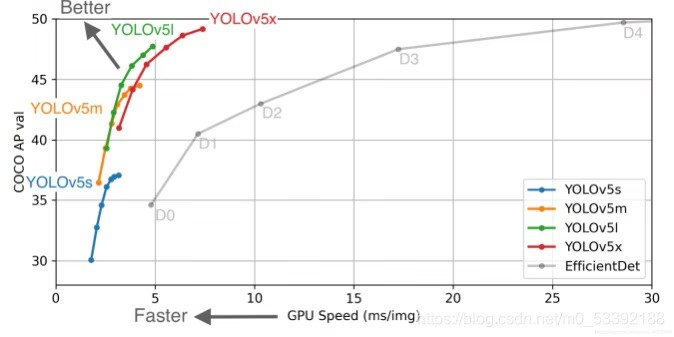 Better
YOLOv5l
YOLOv5x
YOLOv5m
YOLOv5s
D0
D1
D2
D3
D4
COCO AP val
50
45
40
35
30
0
5
10
15
20
25
30
YOLOv5s
YOLOv5m
YOLOv5l
YOLOv5x
EfficientDet
Faster
GPU Speed (ms/img)
https://blog.csdn.net/m0_53392188